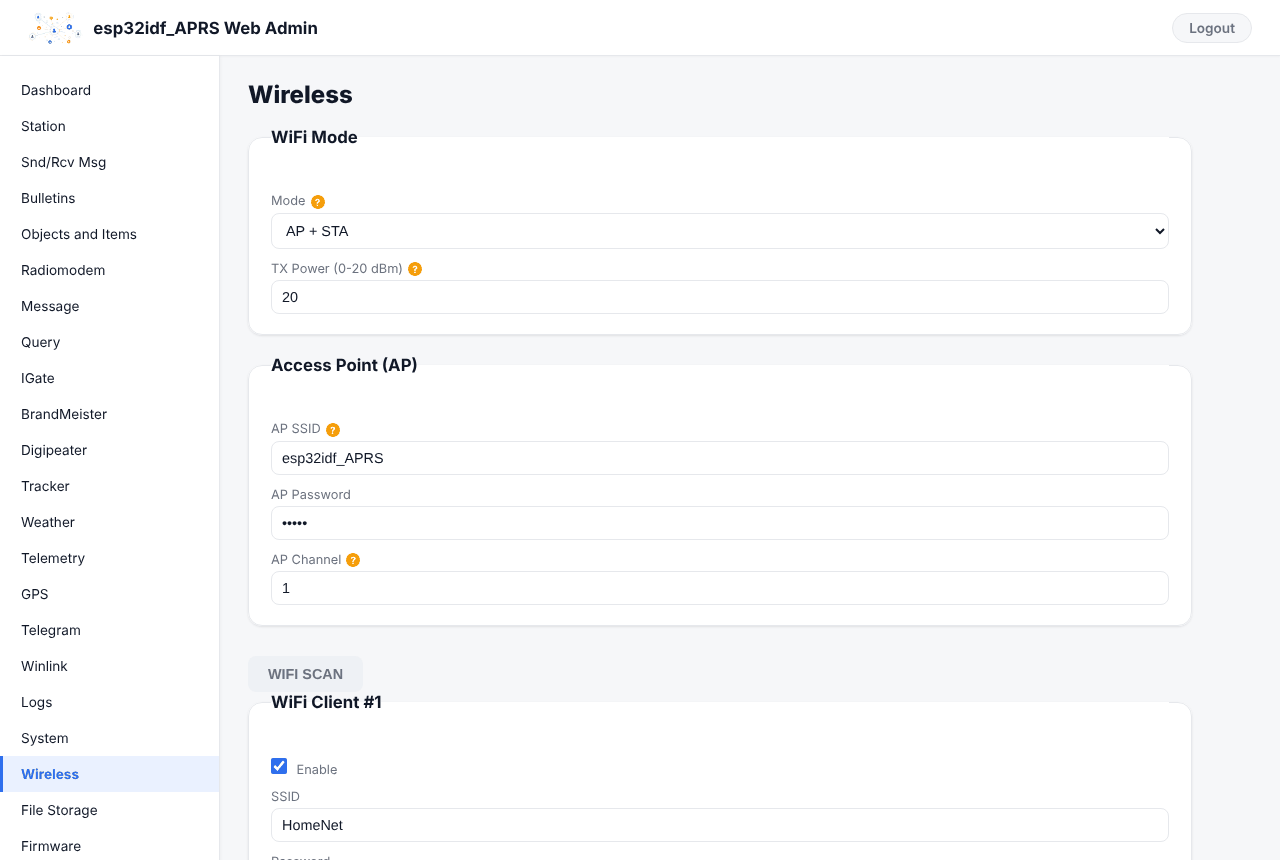 esp32idf_APRS Web Admin
Logout
Dashboard
Station
Snd/Rcv Msg
Bulletins
Objects and Items
Radiomodem
Message
Query
IGate
BrandMeister
Digipeater
Tracker
Weather
Telemetry
GPS
Telegram
Winlink
Logs
System
Wireless
File Storage
Firmware
Wireless
WiFi Mode
Mode ?
AP + STA
TX Power (0-20 dBm) ?
20
Access Point (AP)
AP SSID ?
esp32idf_APRS
AP Password
•••••
AP Channel ?
1
WIFI SCAN
WiFi Client #1
Enable
SSID
HomeNet
Password